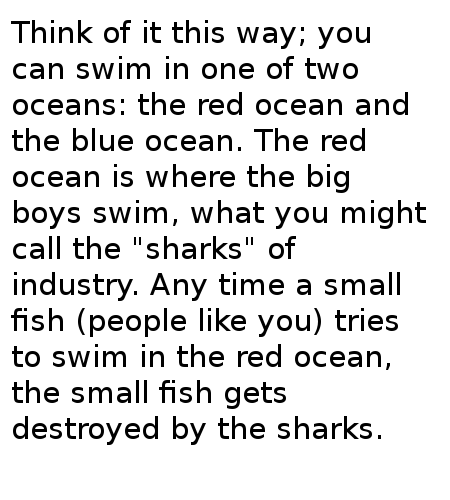 Think of it this way; you
can swim in one of two
oceans: the red ocean and
the blue ocean. The red
ocean is where the big
boys swim, what you might
call the "sharks" of
industry. Any time a small
fish (people like you) tries
to swim in the red ocean,
the small fish gets
destroyed by the sharks.